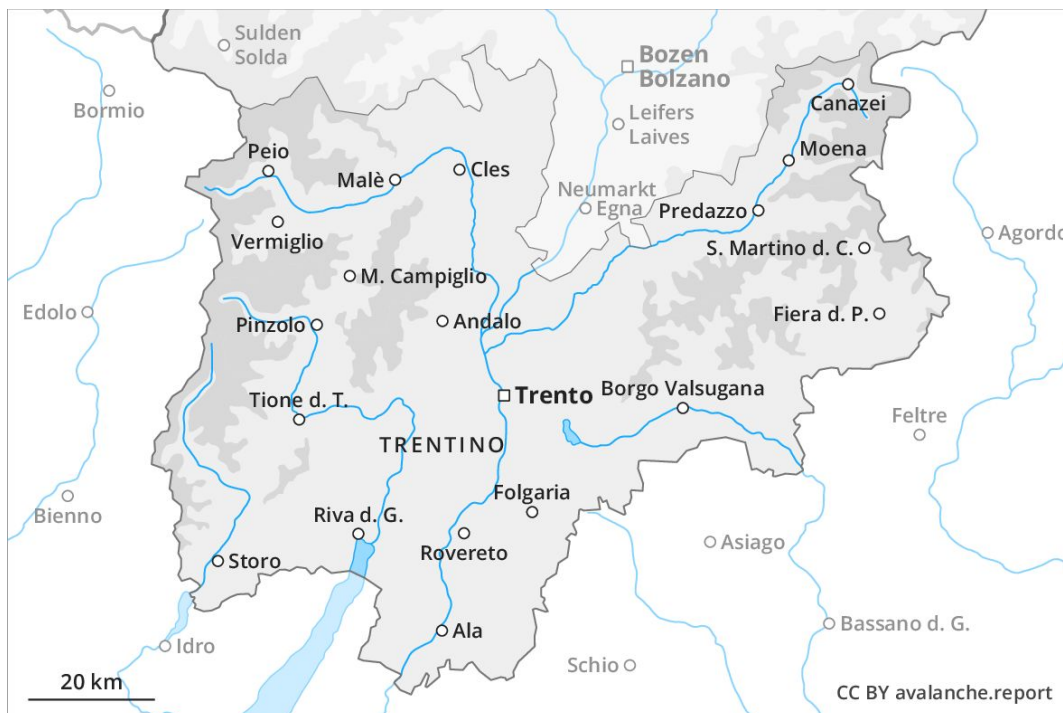 Sulden
Solda
Bozen
Bolzano
Bormio
Canazei
Leifers
Laives
Peio
Moena
Malè
Cles
Neumarkt
Egna
Predazzo
Vermiglio
Agordo
S. Martino d. C.
M. Campiglio
Edolo
Pinzolo
Andalo
Fiera d. P.
Trento
Borgo Valsugana
Tione d. T.
Feltre
TRENTINO
Bienno
Folgaria
Riva d. G.
Asiago
Rovereto
Storo
Ala
Bassano d. G.
Idro
Schio
20 km
CC BY avalanche.report